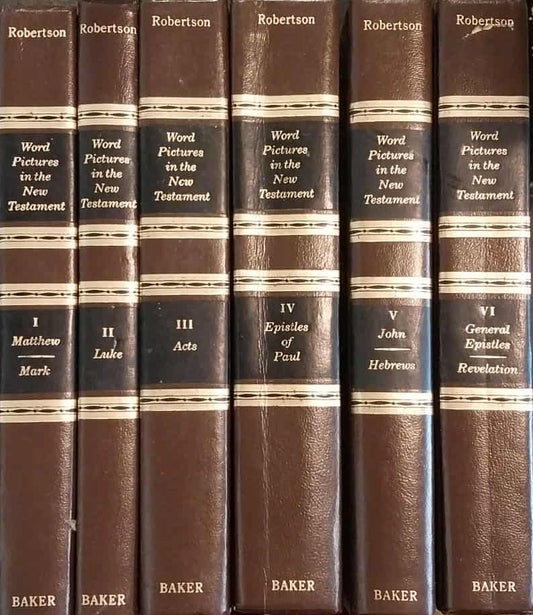 Robertson
Word
Pictures
in the
New
Testament
I
Matthew
Mark
BAKER
Robertson
Word
Pictures
in the
New
Testament
II
Luke
BAKER
Robertson
Word
Pictures
in the
New
Testament
III
Acts
BAKER
Robertson
Word
Pictures
in the
New
Testament
IV
Epistles
of
Paul
BAKER
Robertson
Word
Pictures
in the
New
Testament
V
John
Hebrews
BAKER
Robertson
Word
Pictures
in the
New
Testament
VI
General
Epistles
Revelation
BAKER